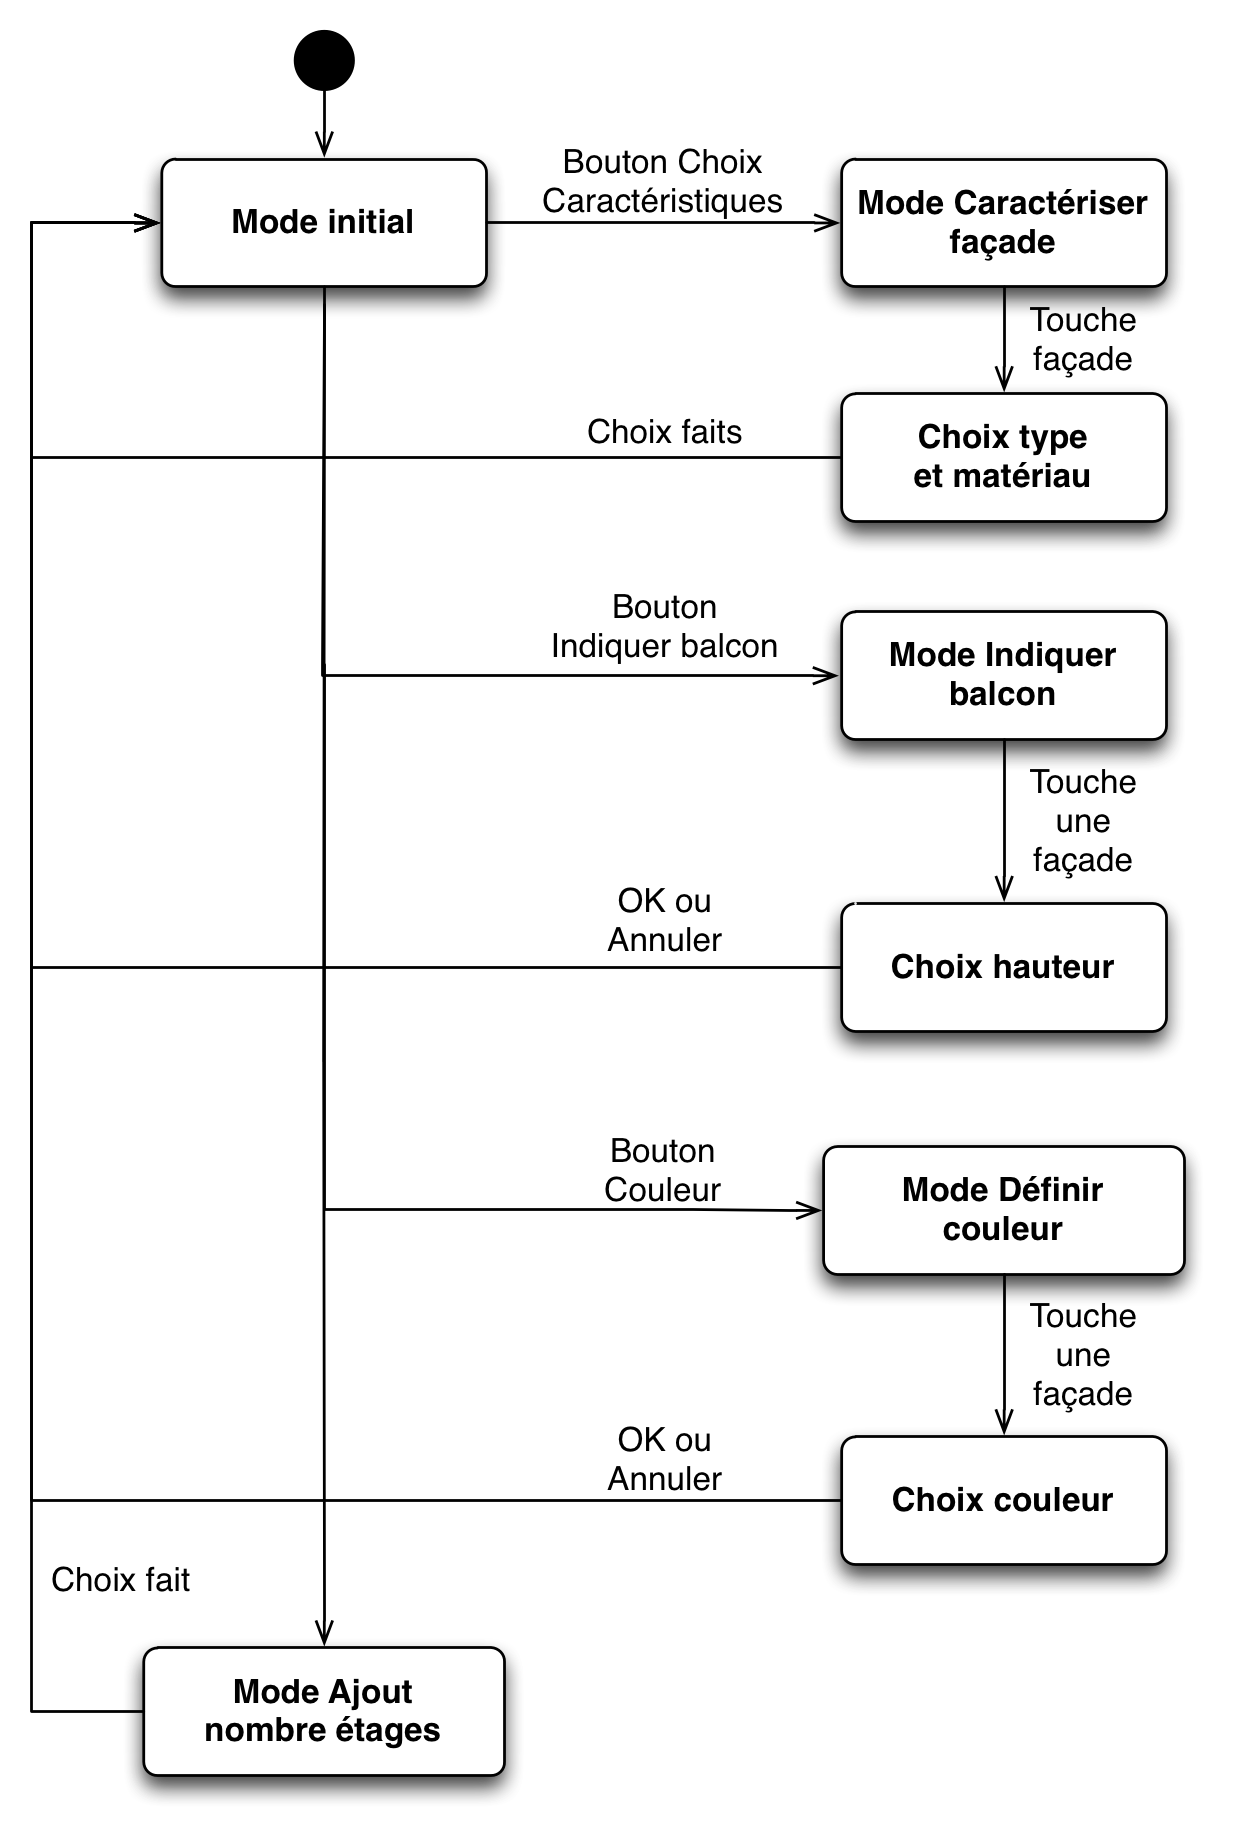 Bouton Choix
Caractéristiques
Mode initial
Mode Caractériser
façade
Touche
façade
Choix faits
Choix type
et matériau
Bouton
Indiquer balcon
Mode Indiquer
balcon
Touche
une
façade
OK ou
Annuler
Choix hauteur
Bouton
Couleur
Mode Définir
couleur
Touche
une
façade
OK ou
Annuler
Choix couleur
Choix fait
Mode Ajout
nombre étages